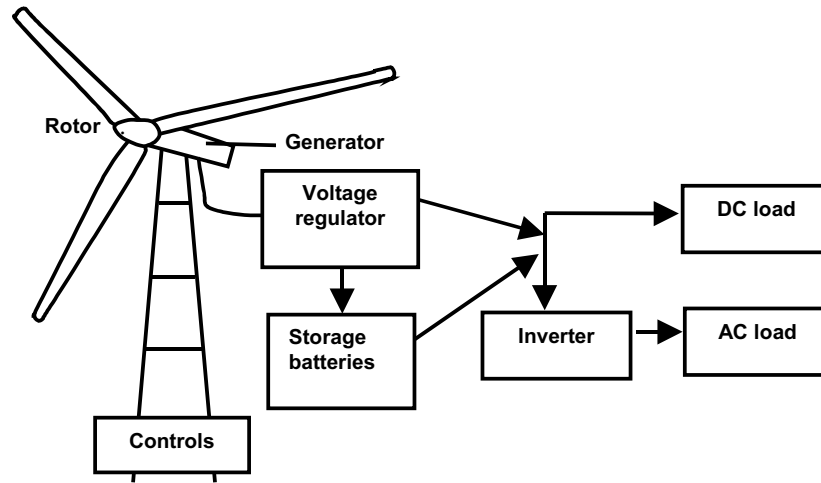 Rotor
Generator
Voltage
regulator
DC load
Storage
batteries
Inverter
AC load
Controls